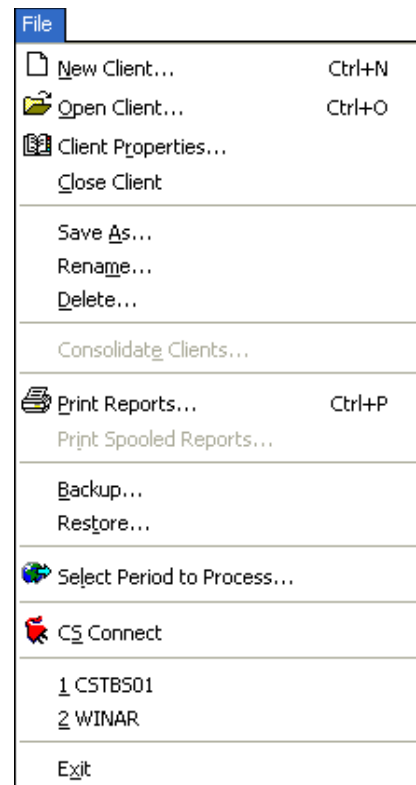 File
New Client... Ctrl+N
Open Client... Ctrl+O
Client Properties...
Close Client
Save As...
Rename...
Delete...
Consolidate Clients...
Print Reports... Ctrl+P
Print Spooled Reports...
Backup...
Restore...
Select Period to Process...
CS Connect
1 CSTBS01
2 WINAR
Exit